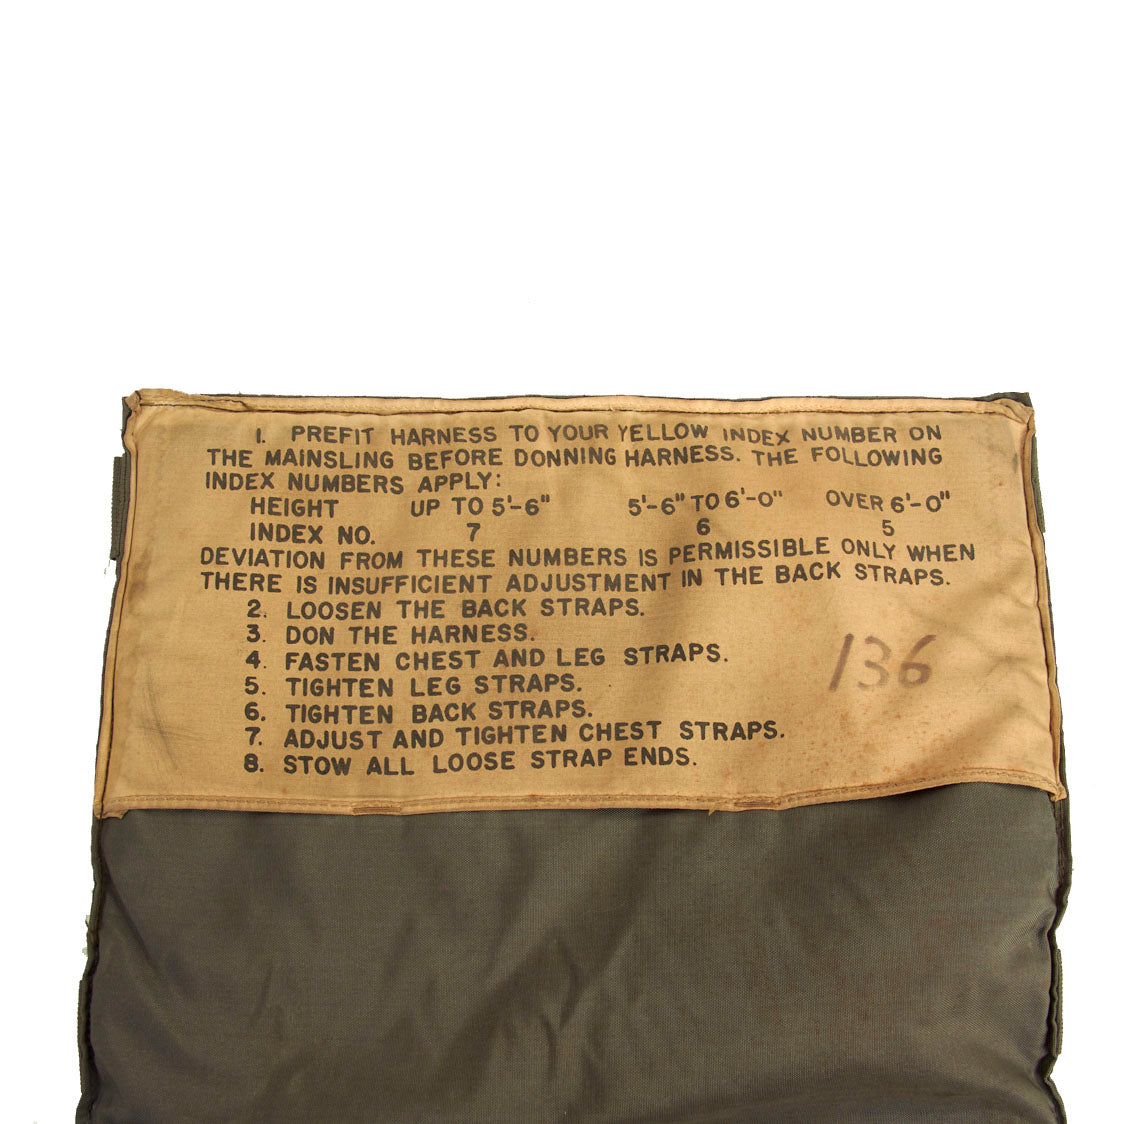 1. PREFIT HARNESS TO YOUR YELLOW INDEX NUMBER ON
THE MAINSLING BEFORE DONNING HARNESS. THE FOLLOWING
INDEX NUMBERS APPLY:
HEIGHT UP TO 5'-6" 5'-6" TO 6'-0" OVER 6'-0"
INDEX NO. 7 6 5
DEVIATION FROM THESE NUMBERS IS PERMISSIBLE ONLY WHEN
THERE IS INSUFFICIENT ADJUSTMENT IN THE BACK STRAPS.
2. LOOSEN THE BACK STRAPS.
3. DON THE HARNESS.
4. FASTEN CHEST AND LEG STRAPS.
136
5. TIGHTEN LEG STRAPS.
6. TIGHTEN BACK STRAPS.
7. ADJUST AND TIGHTEN CHEST STRAPS.
8. STOW ALL LOOSE STRAP ENDS.